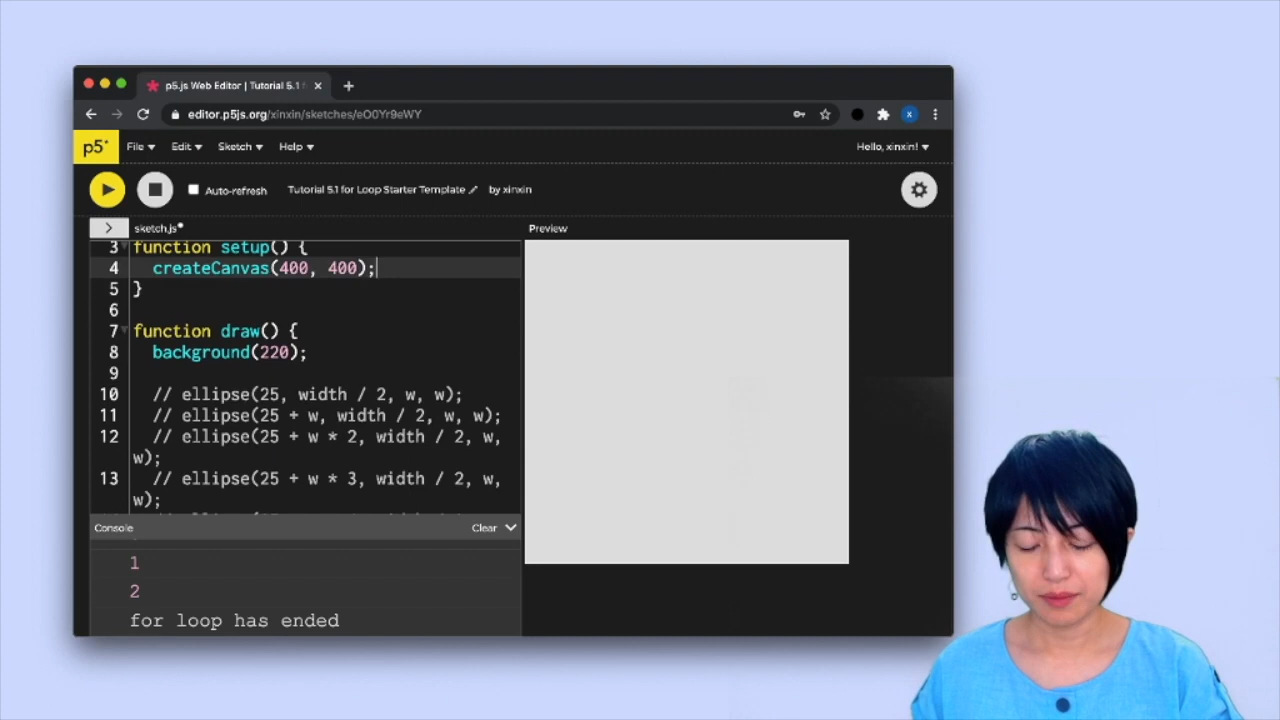 p5.js Web Editor | Tutorial 5.1
editor.p5js.org/xinxin/sketches/eO0Yr9eWY
X
p5* File Edit Sketch Help Hello, xinxin!
Auto-refresh Tutorial 5.1 for Loop Starter Template by xinxin
sketch.js Preview
3 function setup() {
4 createCanvas(400, 400);
5 }
6
7 function draw() {
8 background(220);
9
10 // ellipse(25, width / 2, w, w);
11 // ellipse(25 + w, width / 2, w, w);
12 // ellipse(25 + w * 2, width / 2, w,
w);
13 // ellipse(25 + w * 3, width / 2, w,
w);
Console Clear
1
2
for loop has ended